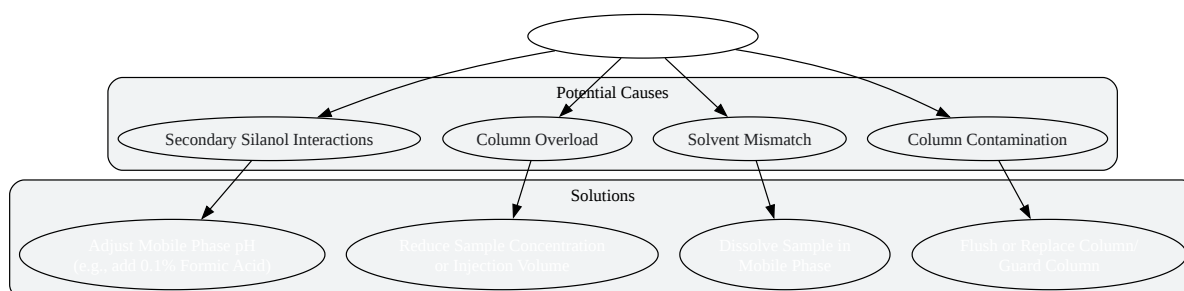 Potential Causes
Secondary Silanol Interactions
Column Overload
Solvent Mismatch
Column Contamination
Solutions
Adjust Mobile Phase pH
(e.g., add 0.1% Formic Acid)
Reduce Sample Concentration
or Injection Volume
Dissolve Sample in
Mobile Phase
Flush or Replace Column/
Guard Column